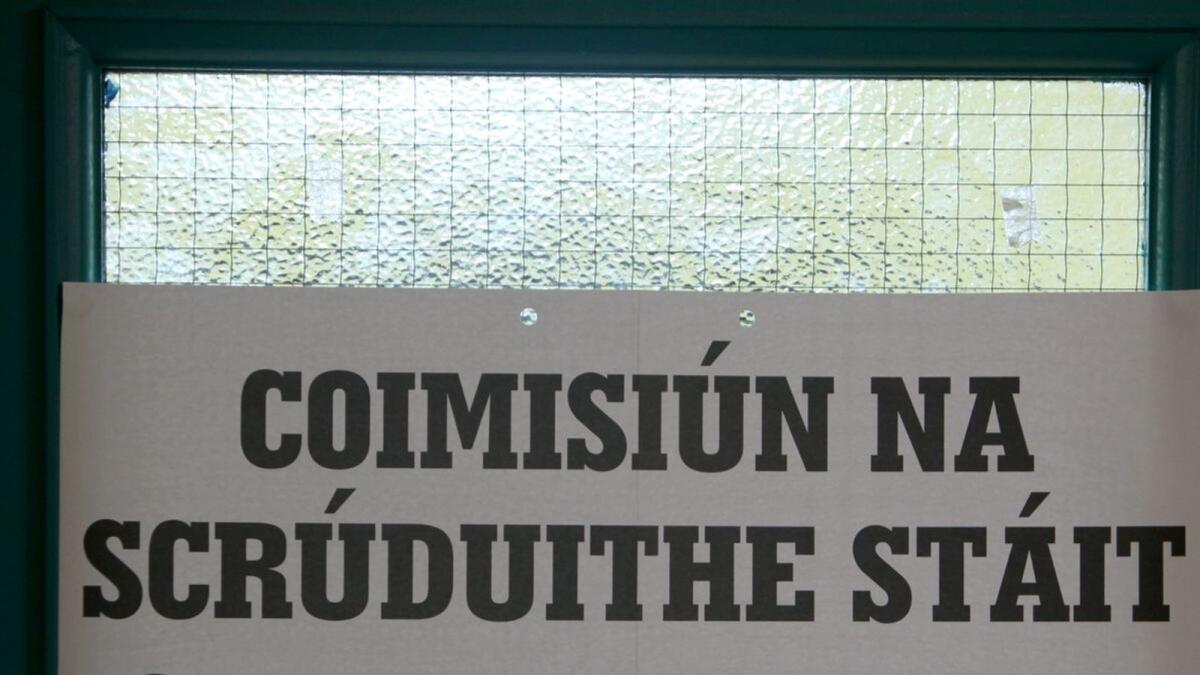 COIMISIÚN NA
SCRÚDUITHE STÁIT